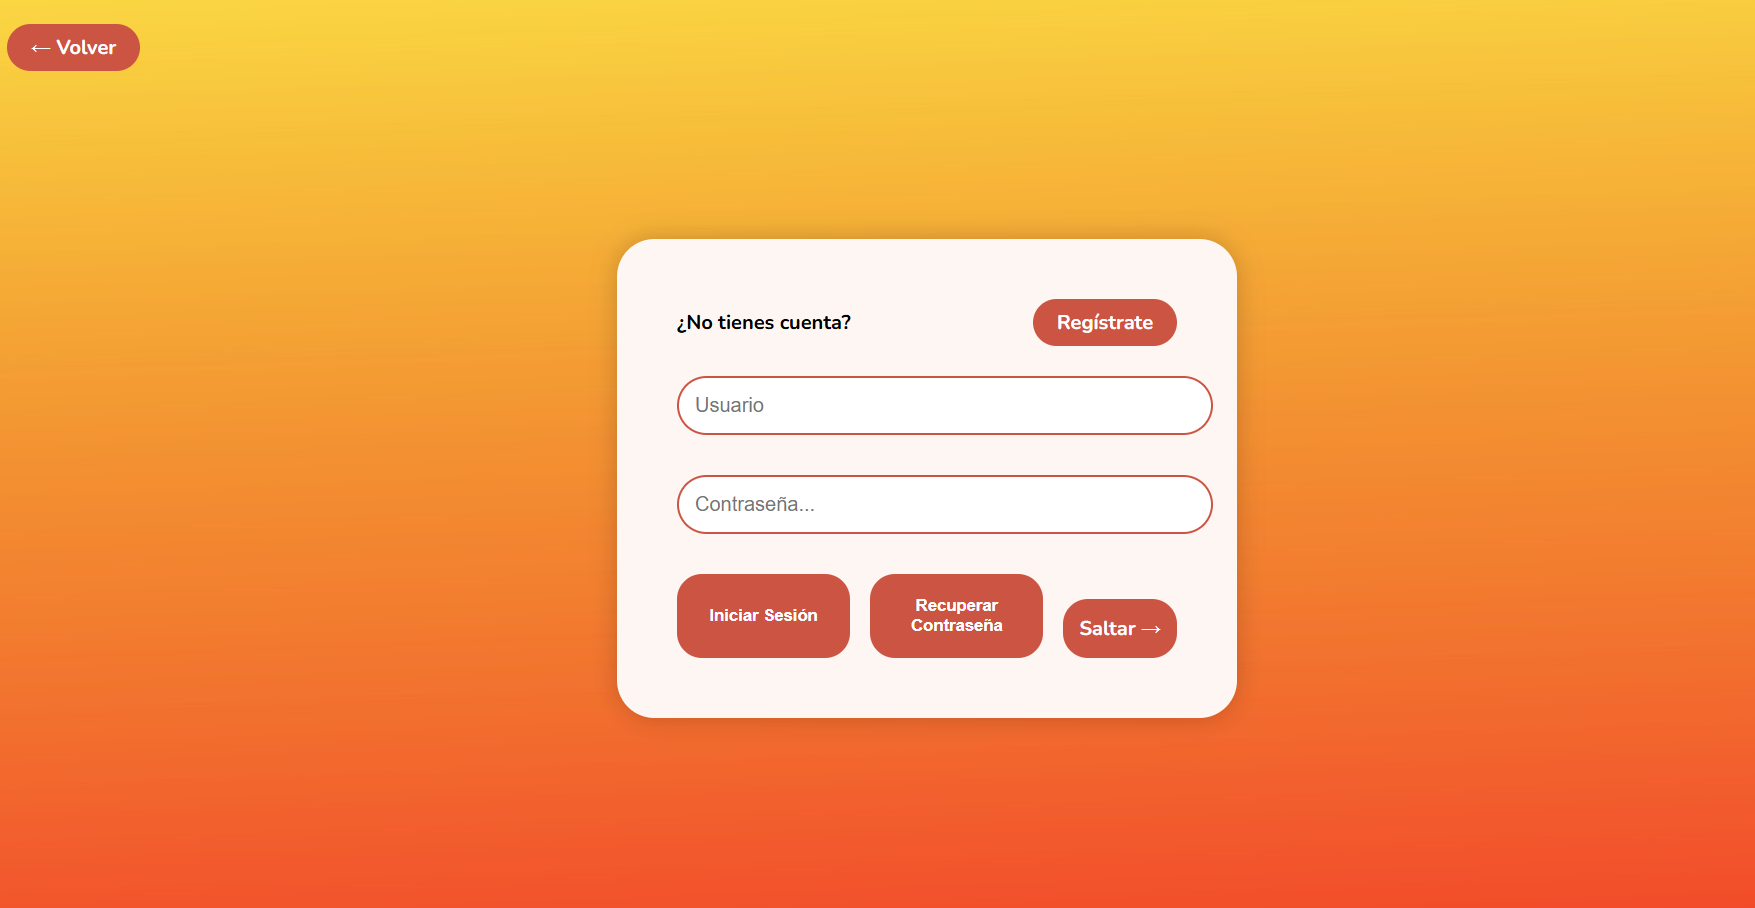 ← Volver
¿No tienes cuenta?
Regístrate
Usuario
Contraseña...
Iniciar Sesión
Recuperar
Contraseña
Saltar →